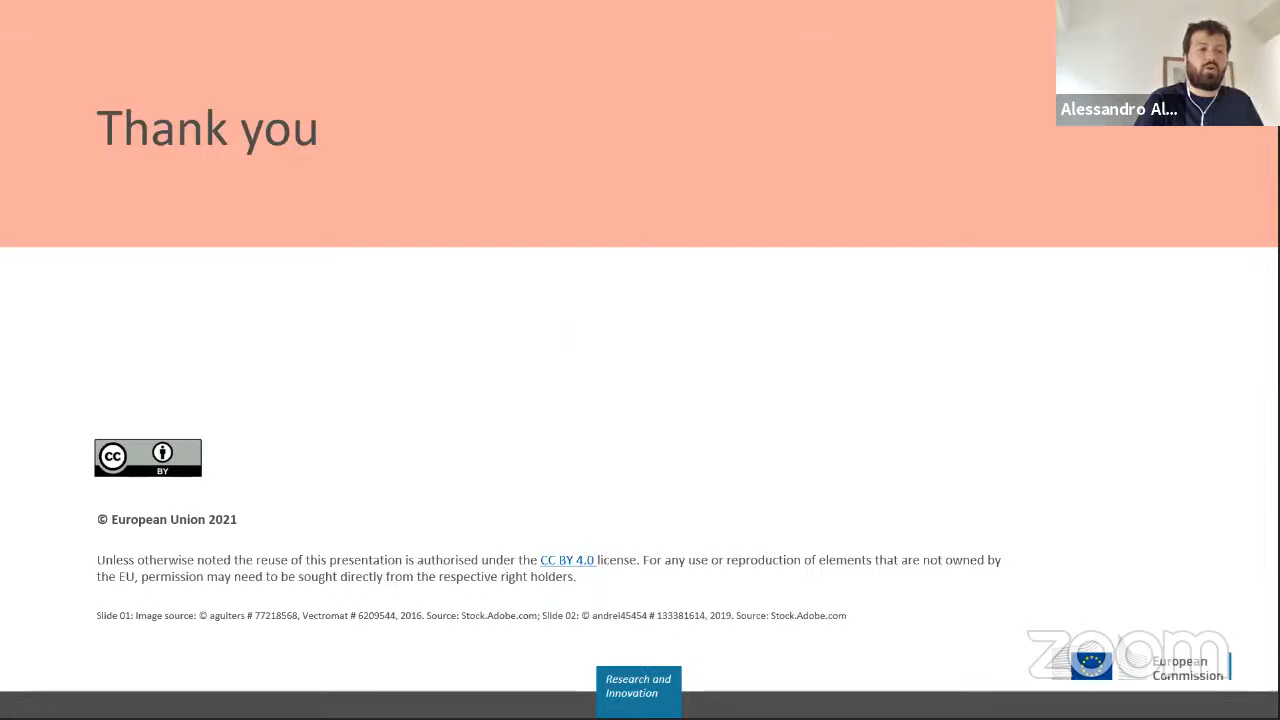 Thank you
Alessandro Al...
CC
BY
© European Union 2021
Unless otherwise noted the reuse of this presentation is authorised under the CC BY 4.0 license. For any use or reproduction of elements that are not owned by
the EU, permission may need to be sought directly from the respective right holders.
Slide 01: Image source: © aguiters # 77218568, Vectromat # 6209544, 2016. Source: Stock.Adobe.com; Slide 02: © andrei45454 # 133381614, 2019. Source: Stock.Adobe.com
zoom
European
Commission
Research and
Innovation